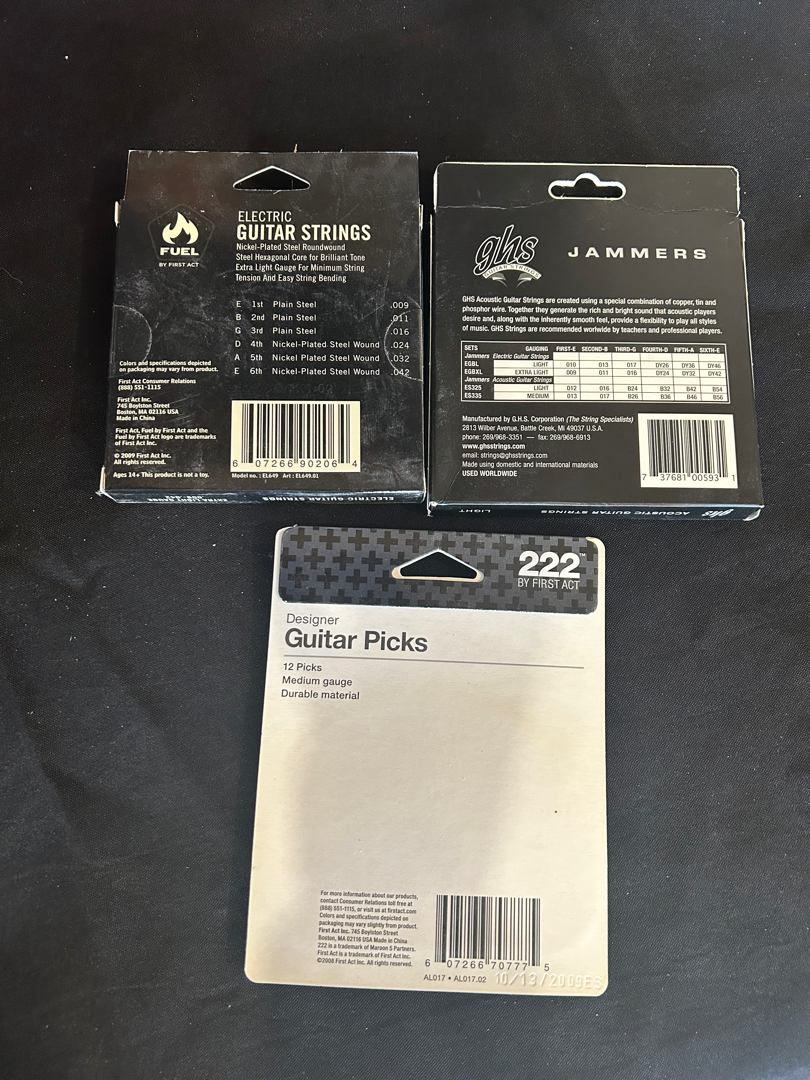 FUEL
BY FIRST ACT
ELECTRIC
GUITAR STRINGS
Nickel-Plated Steel Roundwound
Steel Hexagonal Core for Brilliant Tone
Extra Light Gauge For Minimum String
Tension And Easy String Bending
E 1st Plain Steel .009
B 2nd Plain Steel .011
G 3rd Plain Steel .016
D 4th Nickel-Plated Steel Wound .024
A 5th Nickel-Plated Steel Wound .032
E 6th Nickel-Plated Steel Wound .042
Colors and specifications depicted
on packaging may vary from product.
First Act Consumer Relations
(888) 551-1115
First Act Inc.
745 Boylston Street
Boston, MA 02116 USA
Made in China
First Act, Fuel by First Act and the
Fuel by First Act logo are trademarks
of First Act Inc.
© 2009 First Act Inc.
All rights reserved.
Ages 14+ This product is not a toy.
6 07266 90206 4
Model no.: EL649 Art: EL649.01
ELECTRIC GUITAR STRINGS
EXTRA LIGHT GAUGE
ghs
GUITAR STRINGS
JAMMERS
GHS Acoustic Guitar Strings are created using a special combination of copper, tin and
phosphor wire. Together they generate the rich and bright sound that acoustic players
desire and, along with the inherently smooth feel, provide a flexibility to play all styles
of music. GHS Strings are recommended worlwide by teachers and professional players.
SETS GAUGING FIRST-E SECOND-B THIRD-G FOURTH-D FIFTH-A SIXTH-E
Jammers Electric Guitar Strings
EGBL LIGHT 010 013 017 DY26 DY36 DY46
EGBXL EXTRA LIGHT 009 011 016 DY24 DY32 DY42
Jammers Acoustic Guitar Strings
ES325 LIGHT 012 016 B24 B32 B42 B54
ES335 MEDIUM 013 017 B26 B36 B46 B56
Manufactured by G.H.S. Corporation (The String Specialists)
2813 Wilber Avenue, Battle Creek, MI 49037 U.S.A.
phone: 269/968-3351 — fax: 269/968-6913
www.ghsstrings.com
email: strings@ghsstrings.com
Made using domestic and international materials
USED WORLDWIDE
7 37681 00593 1
ghs ACOUSTIC GUITAR STRINGS LIGHT
222™
BY FIRST ACT
Designer
Guitar Picks
12 Picks
Medium gauge
Durable material
For more information about our products,
contact Consumer Relations toll free at
(888) 551-1115, or visit us at firstact.com
Colors and specifications depicted on
packaging may vary slightly from product.
First Act Inc. 745 Boylston Street
Boston, MA 02116 USA Made in China
222 is a trademark of Maroon 5 Partners.
First Act is a trademark of First Act Inc.
©2008 First Act Inc. All rights reserved.
6 07266 70777 5
AL017 • AL017.02
10/13/2009ES